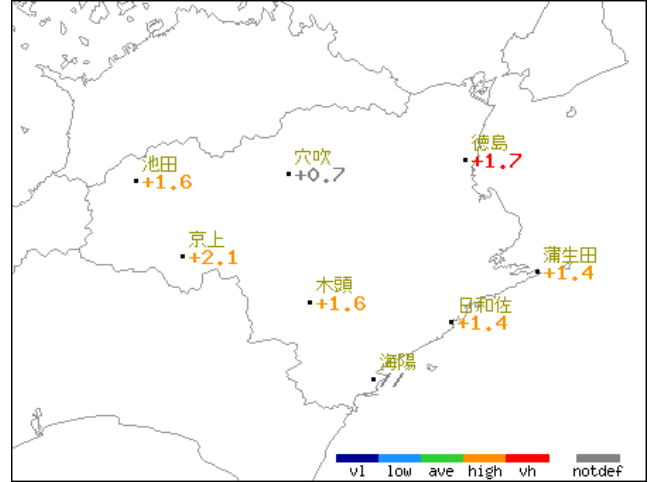 徳島
+1.7
穴吹
+0.7
池田
+1.6
京上
+2.1
蒲生田
+1.4
木頭
+1.6
日和佐
+1.4
海陽
//
vl low ave high vh notdef